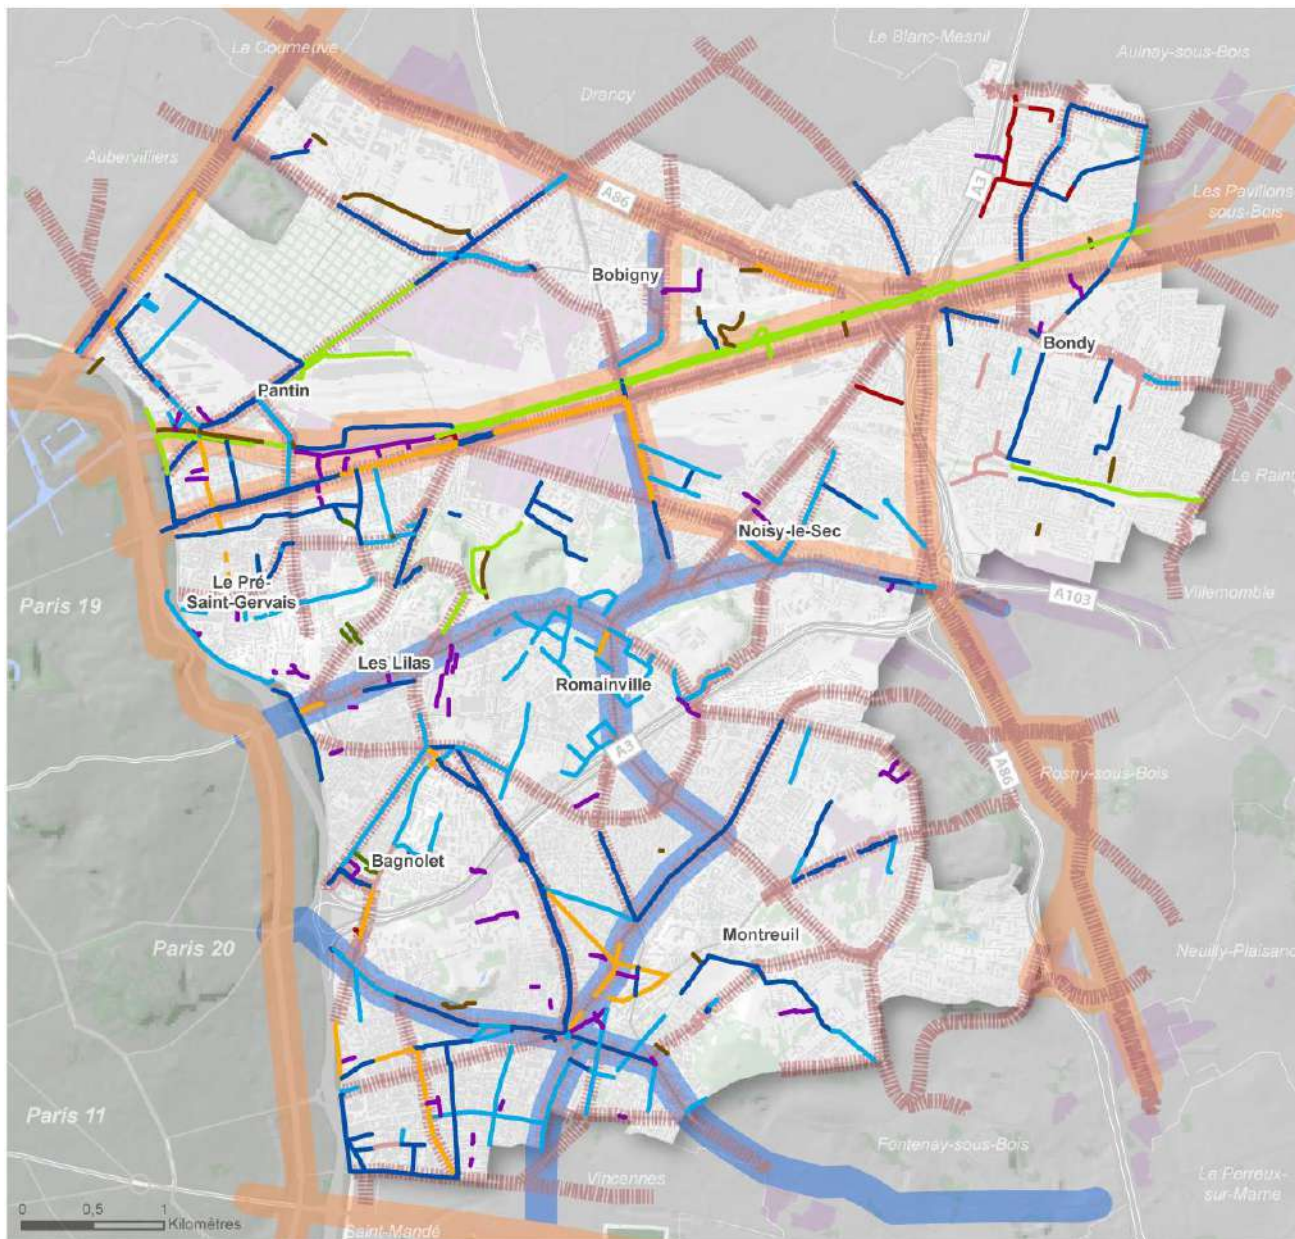 La Courneuve
Le Blanc-Mesnil
Aulnay-sous-Bois
Drancy
Aubervilliers
A3
A86
Les Pavillons-
sous-Bois
Bobigny
Bondy
Pantin
Le Rainc
Noisy-le-Sec
Le Pré-
Saint-Gervais
Paris 19
A103
Villemomble
Les Lilas
Romainville
A3
A86
Rosny-sous-Bois
Bagnolet
Montreuil
Paris 20
Neuilly-Plaisanc
Paris 11
Fontenay-sous-Bois
Vincennes
Le Perreux-
sur-Marne
0 0,5 1
Kilomètres
Saint-Mandé